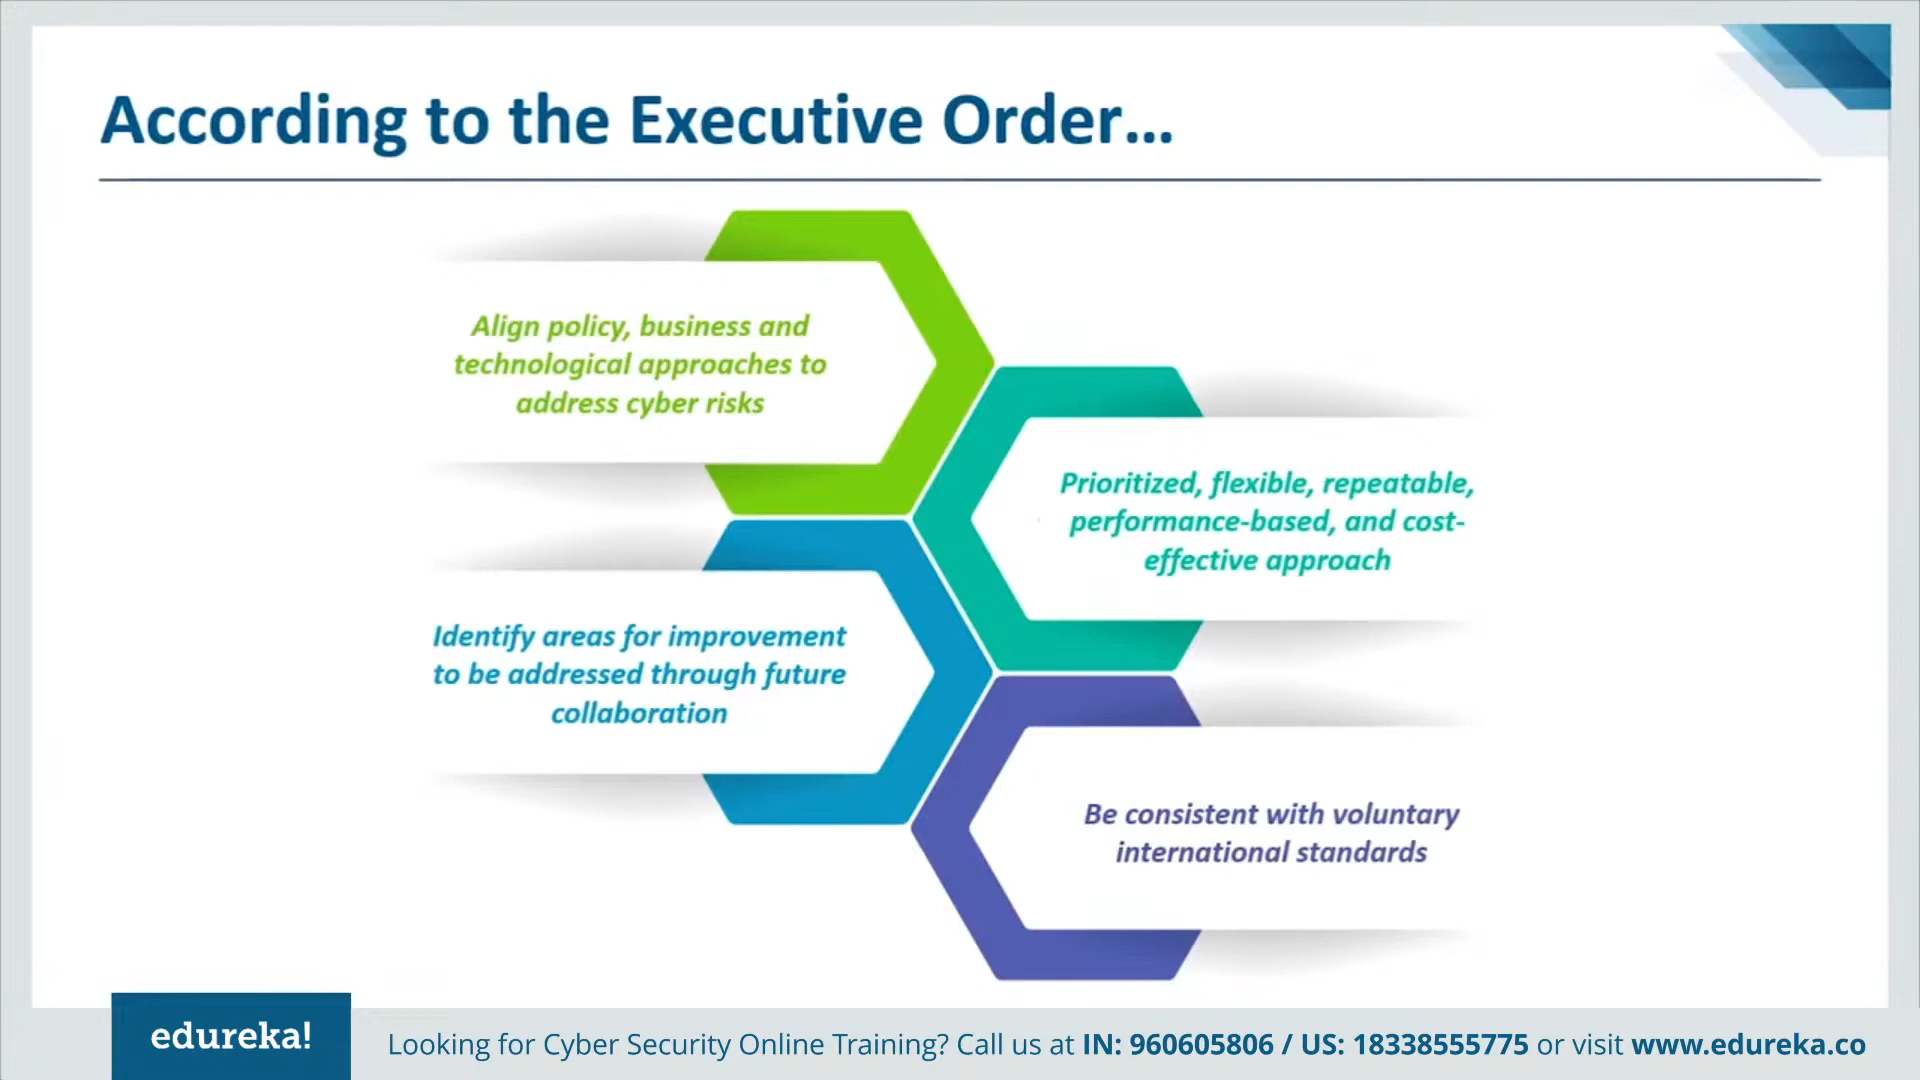 According to the Executive Order...
Align policy, business and
technological approaches to
address cyber risks
Prioritized, flexible, repeatable,
performance-based, and cost-
effective approach
Identify areas for improvement
to be addressed through future
collaboration
Be consistent with voluntary
international standards
edureka!
Looking for Cyber Security Online Training? Call us at IN: 960605806 / US: 18338555775 or visit www.edureka.co